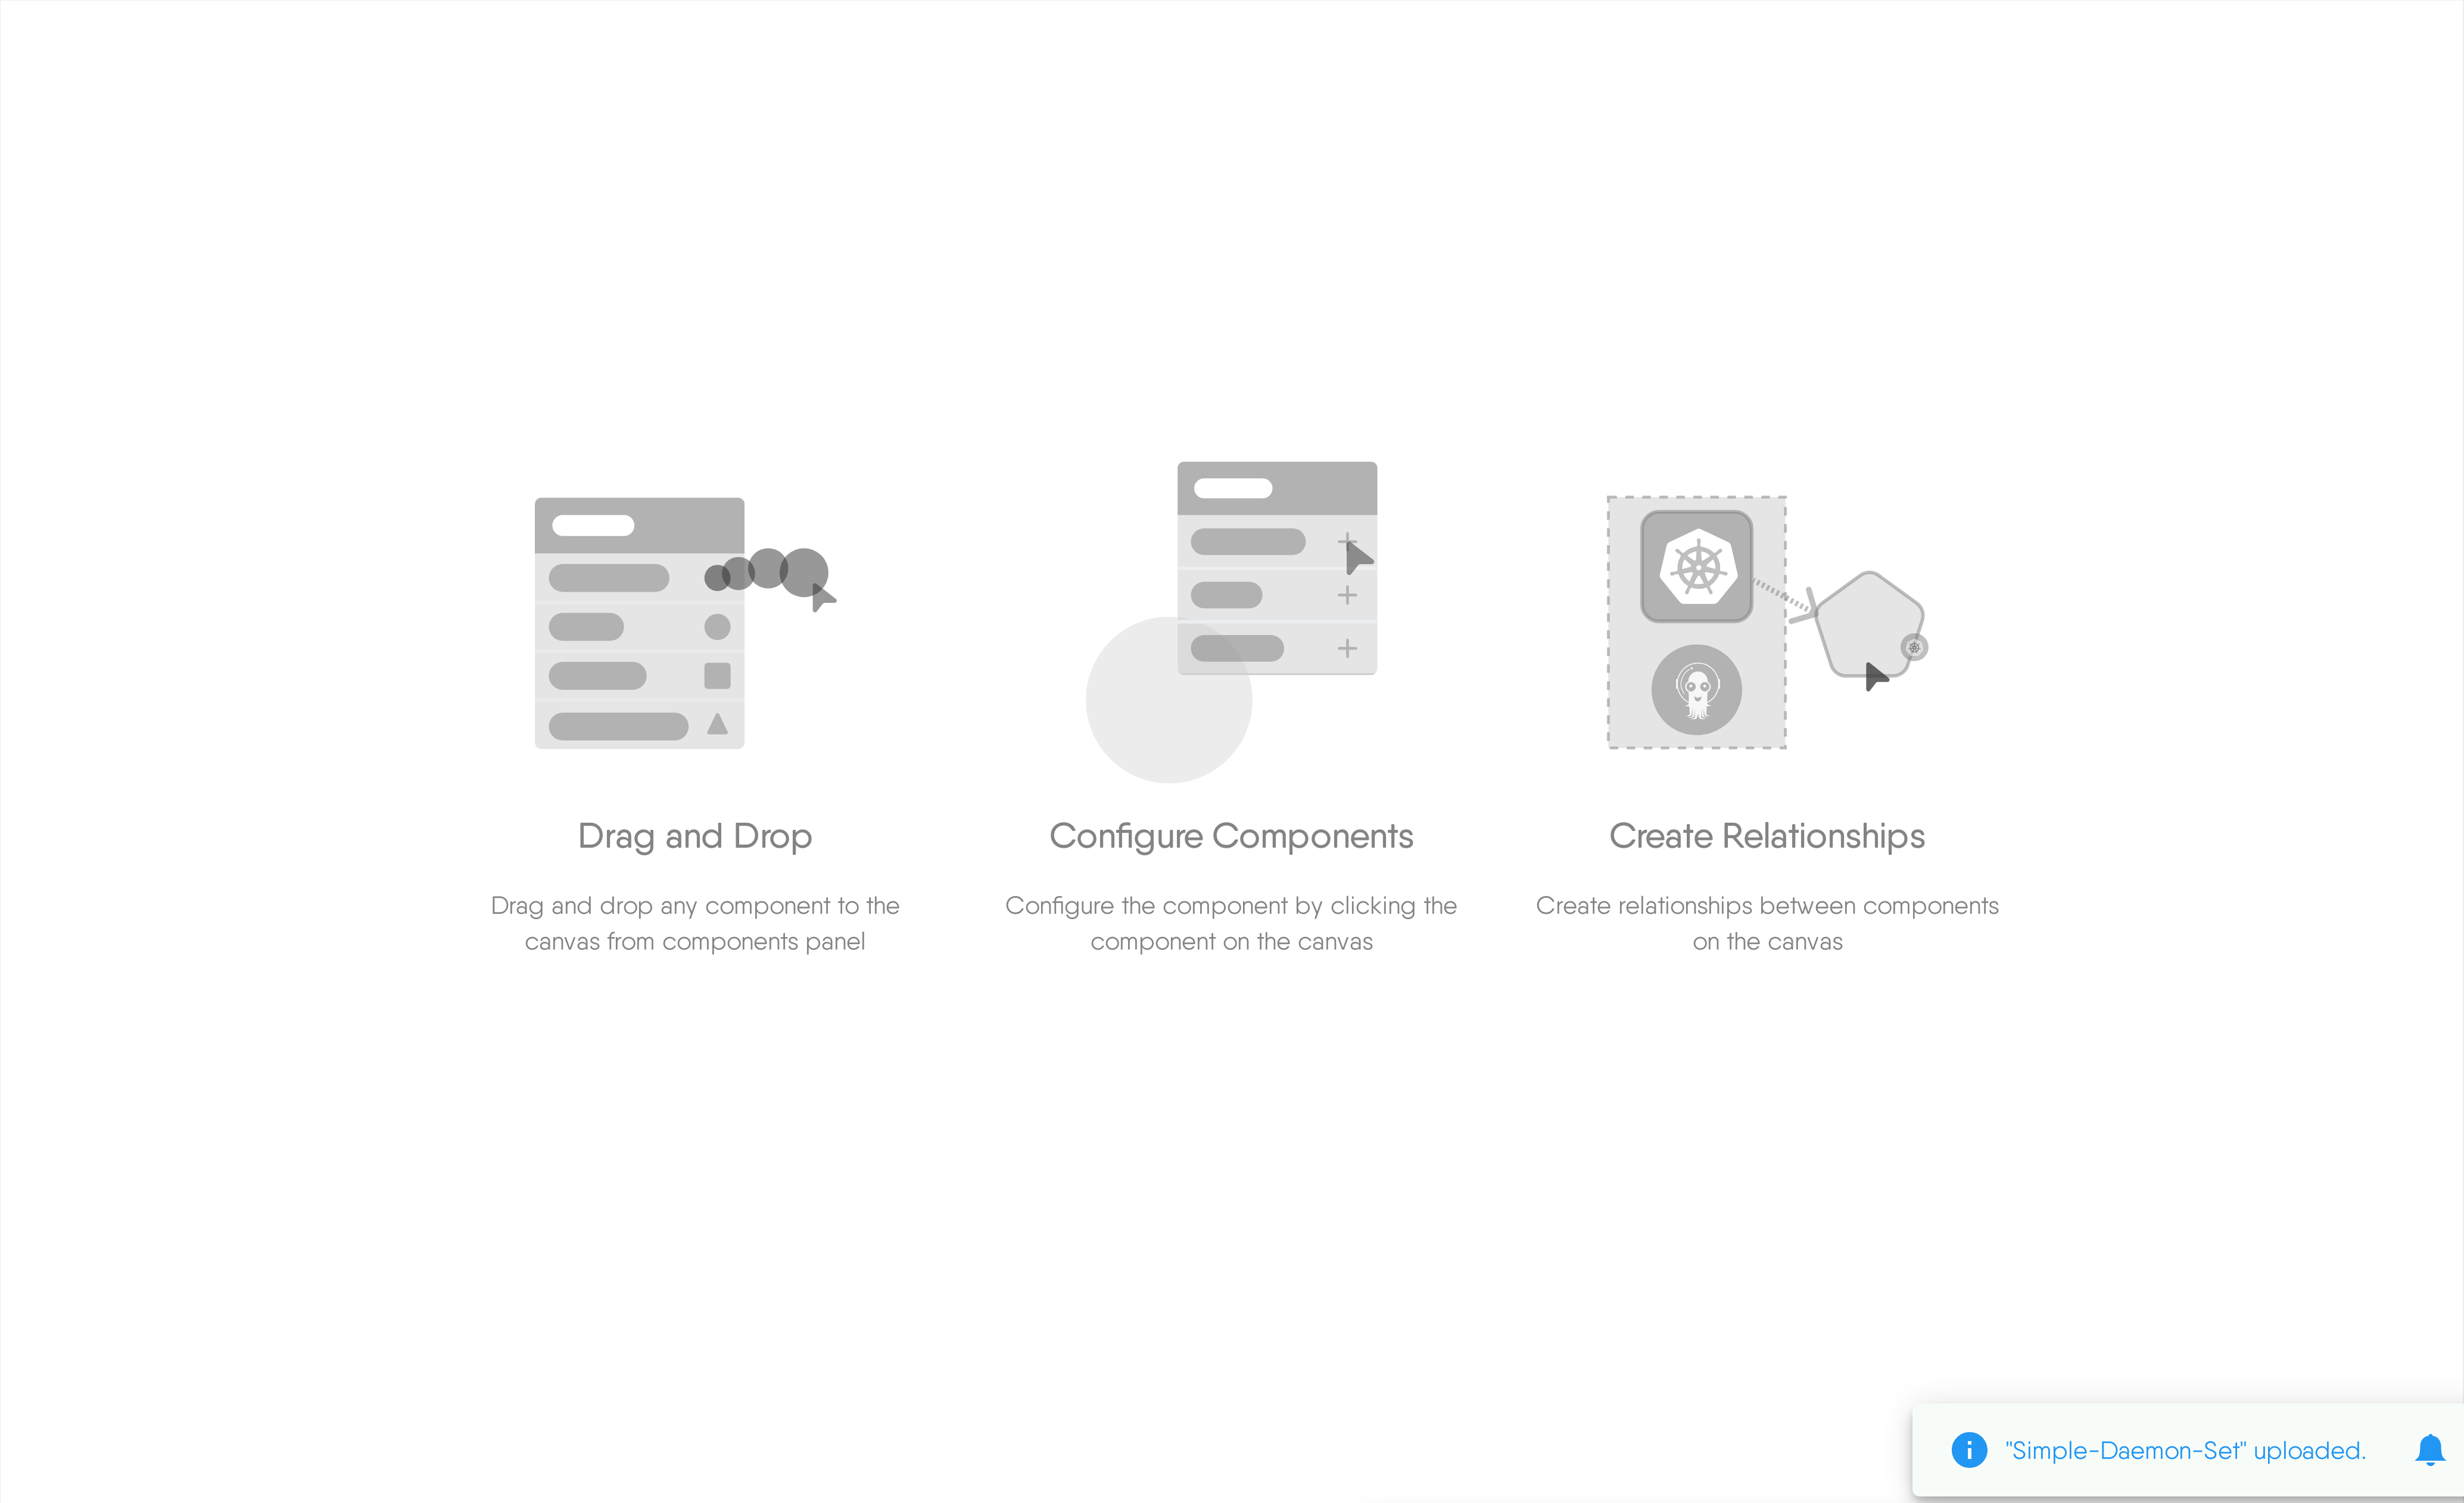 Drag and Drop
Drag and drop any component to the
canvas from components panel
Configure Components
Configure the component by clicking the
component on the canvas
Create Relationships
Create relationships between components
on the canvas
"Simple-Daemon-Set" uploaded.